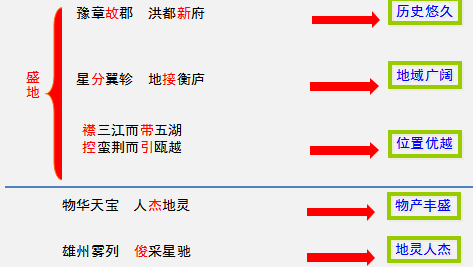 豫章故郡 洪都新府 历史悠久
盛地
星分翼轸 地接衡庐 地域广阔
襟三江而带五湖
控蛮荆而引瓯越
位置优越
物华天宝 人杰地灵 物产丰盛
雄州雾列 俊采星驰 地灵人杰